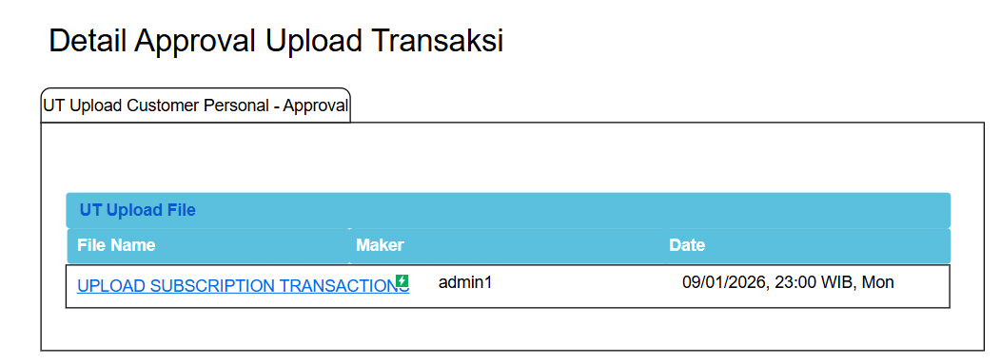 Detail Approval Upload Transaksi
UT Upload Customer Personal - Approval
UT Upload File
File Name Maker Date
UPLOAD SUBSCRIPTION TRANSACTIONS admin1 09/01/2026, 23:00 WIB, Mon